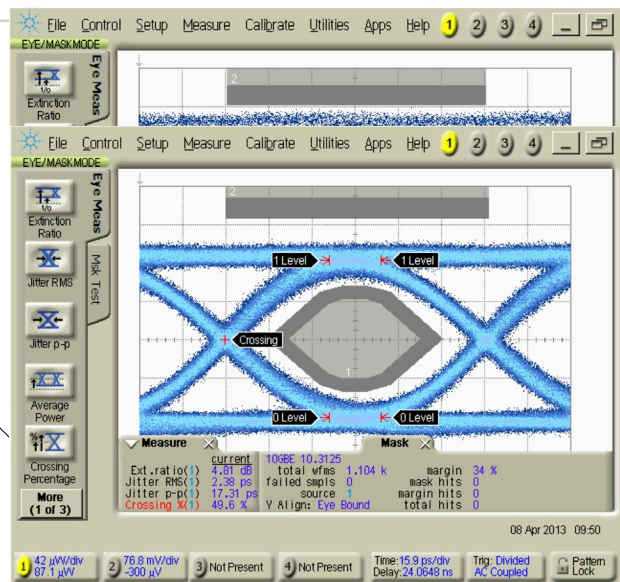 File Control Setup Measure Calibrate Utilities Apps Help 1 2 3 4
EYE/MASK MODE
Eye Meas
Extinction
Ratio
2
File Control Setup Measure Calibrate Utilities Apps Help 1 2 3 4
EYE/MASK MODE
Eye Meas
Msk Test
Extinction
Ratio
Jitter RMS
Jitter p-p
Average
Power
Crossing
Percentage
More
(1 of 3)
2
1 Level 1 Level
Crossing
1
0 Level 0 Level
Measure
current
Ext.ratio(1) 4.81 dB
Jitter RMS(1) 2.38 ps
Jitter p-p(1) 17.31 ps
Crossing %(1) 49.6 %
Mask
10GBE 10.3125
total wfms 1.104 k margin 34 %
failed smpls 0 mask hits 0
source 1 margin hits 0
Y Align: Eye Bound total hits 0
08 Apr 2013 09:50
1 42 µW/div
87.1 µW
2 76.8 mV/div
-300 µV
3 Not Present
4 Not Present
Time:15.9 ps/div
Delay:24.0648 ns
Trig: Divided
AC Coupled
Pattern
Lock